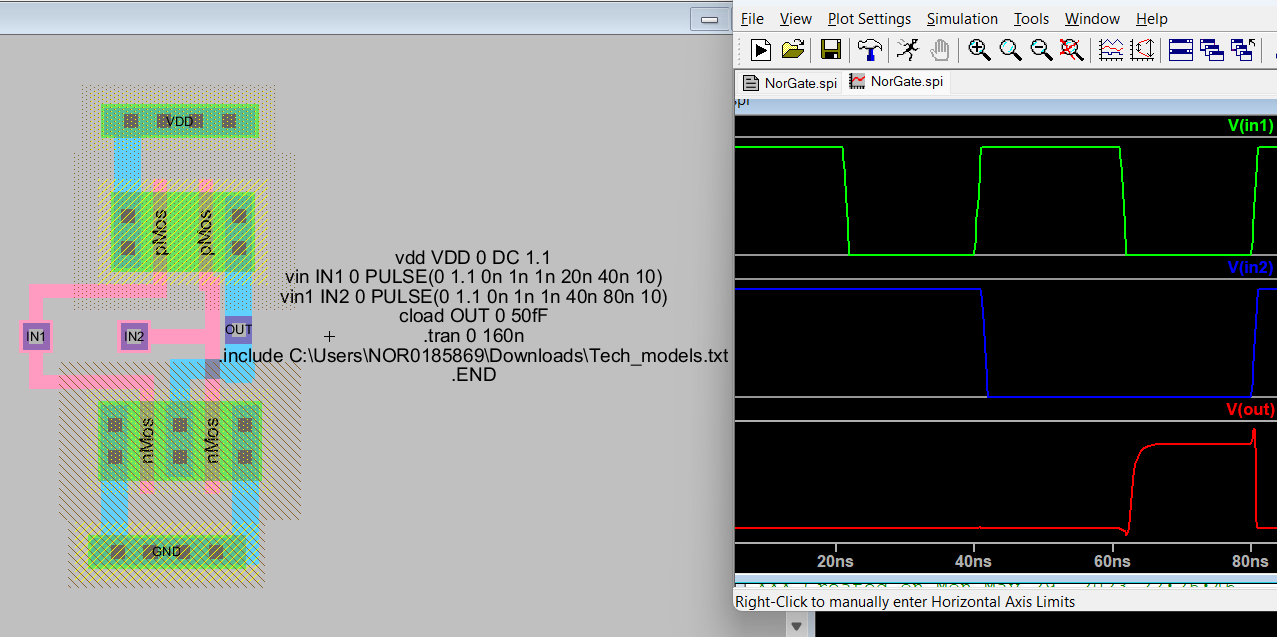 VDD
pMos
pMos
IN1
IN2
OUT
nMos
nMos
GND
vdd VDD 0 DC 1.1
vin IN1 0 PULSE(0 1.1 0n 1n 1n 20n 40n 10)
vin1 IN2 0 PULSE(0 1.1 0n 1n 1n 40n 80n 10)
cload OUT 0 50fF
.tran 0 160n
.include C:\Users\NOR0185869\Downloads\Tech_models.txt
.END
File View Plot Settings Simulation Tools Window Help
NorGate.spi NorGate.spi
V(in1)
V(in2)
V(out)
20ns 40ns 60ns 80ns
Right-Click to manually enter Horizontal Axis Limits